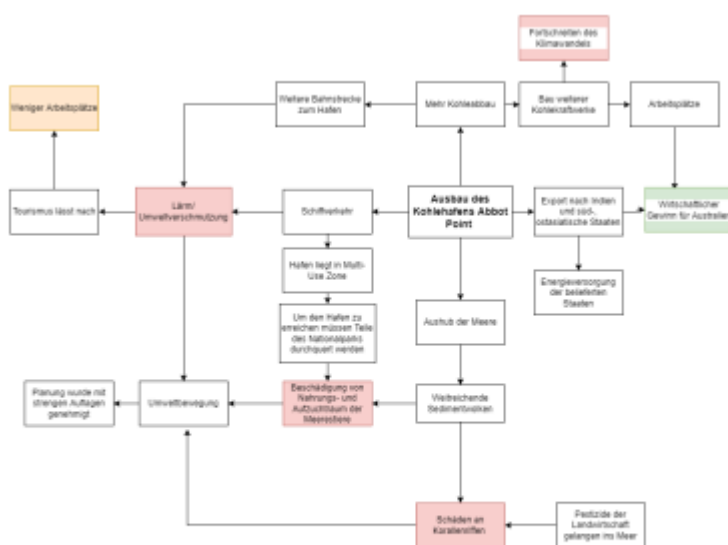 Fortschreiten des
Klimawandels
Weniger Arbeitsplätze
Weitere Bahnstrecke
zum Hafen
Mehr Kohleabbau
Bau weiterer
Kohlekraftwerke
Arbeitsplätze
Tourismus lässt nach
Lärm/
Umweltverschmutzung
Schiffverkehr
Ausbau des
Kohlehafens Abbot
Point
Export nach Indien
und süd-,
ostasiatische Staaten
Wirtschaftlicher
Gewinn für Australien
Hafen liegt in Multi-
Use Zone
Energieversorgung
der belieferten
Staaten
Um den Hafen zu
erreichen müssen Teile
des Nationalparks
durchquert werden
Aushub der Meere
Planung wurde mit
strengen Auflagen
genehmigt
Umweltbewegung
Beschädigung von
Nahrungs- und
Aufzuchtraum der
Meerestiere
Weitreichende
Sedimentwolken
Schäden an
Korallenriffen
Pestizide der
Landwirtschaft
gelangen ins Meer